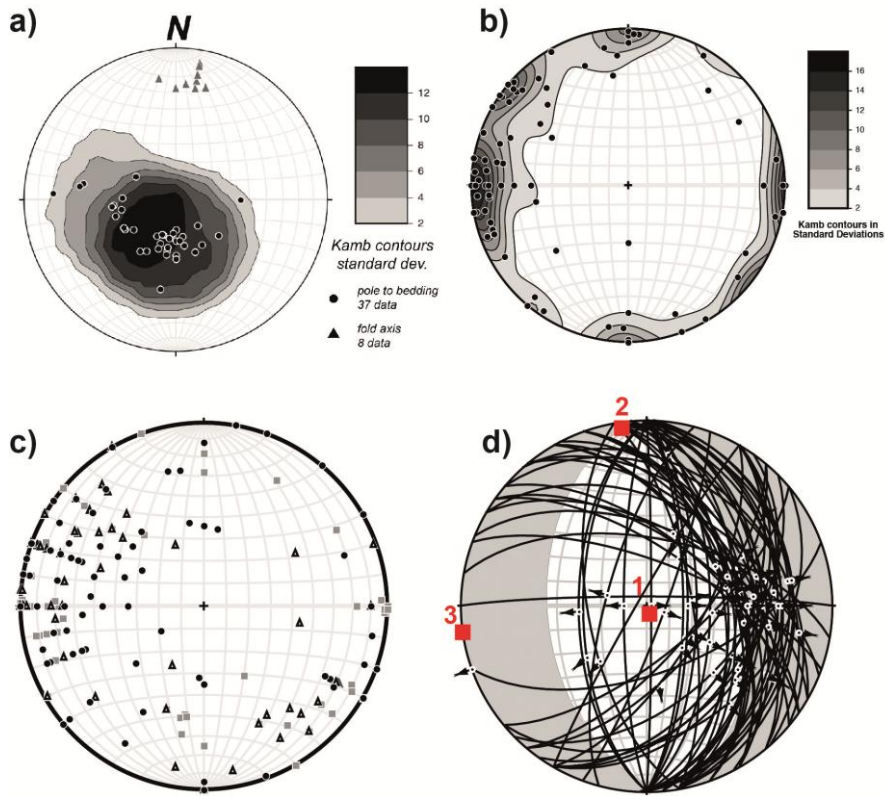 a)
N
12
10
8
6
4
2
Kamb contours
standard dev.
pole to bedding
37 data
fold axis
8 data
b)
16
14
12
10
8
6
4
2
Kamb contours in
Standard Deviations
c)
d)
2
1
3